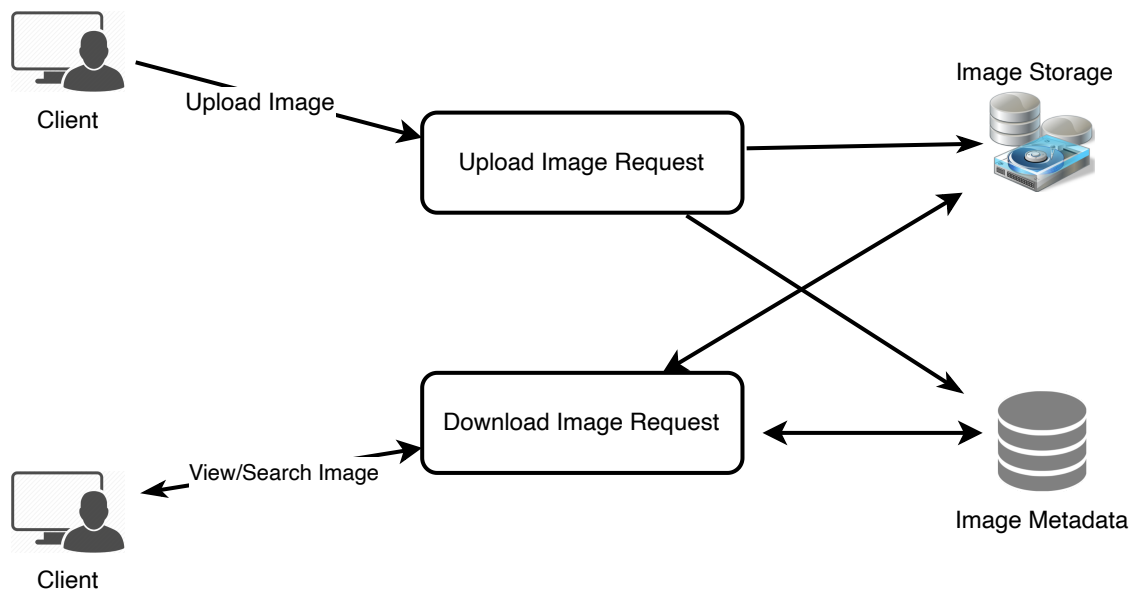 Client
Upload Image
Upload Image Request
Image Storage
Download Image Request
View/Search Image
Client
Image Metadata